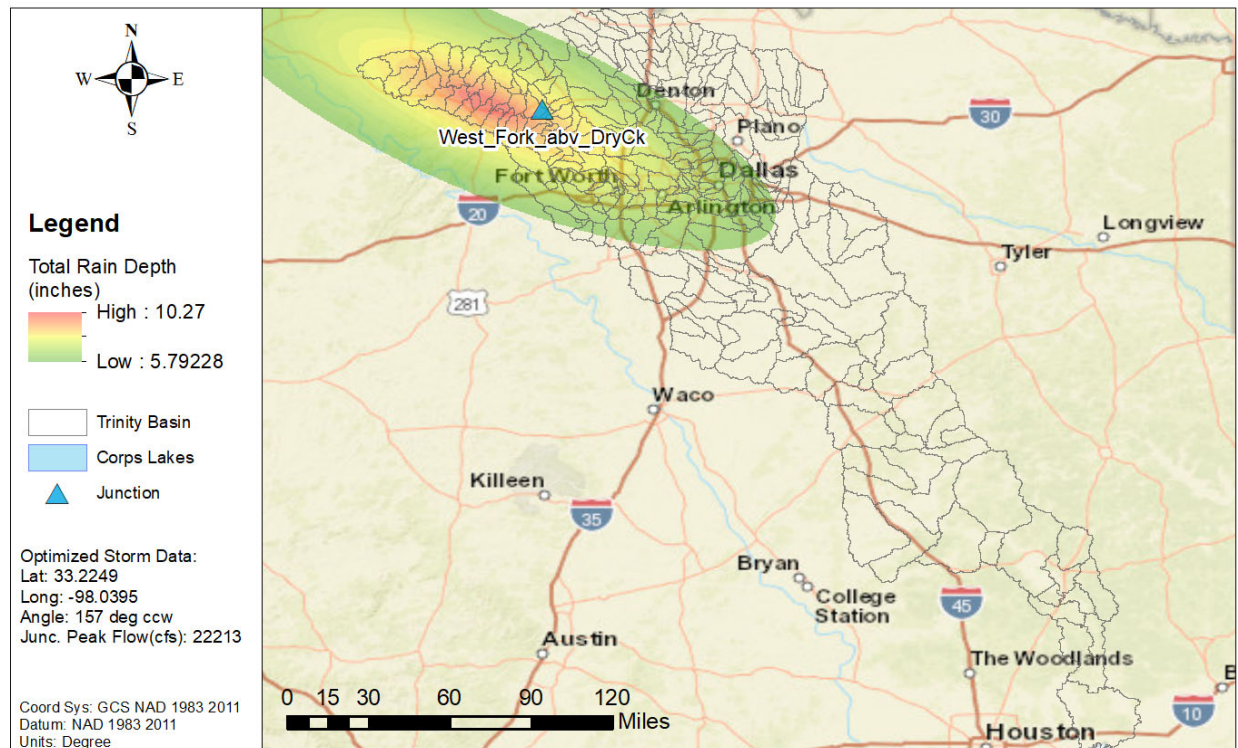 N
W
E
S
Legend
Total Rain Depth
(inches)
High : 10.27
Low : 5.79228
Trinity Basin
Corps Lakes
Junction
Optimized Storm Data:
Lat: 33.2249
Long: -98.0395
Angle: 157 deg ccw
Junc. Peak Flow(cfs): 22213
Coord Sys: GCS NAD 1983 2011
Datum: NAD 1983 2011
Units: Degree
Denton
30
West_Fork_abv_DryCk
Plano
Fort Worth
Dallas
20
Arlington
Longview
Tyler
281
Waco
Killeen
35
Bryan
College
Station
45
Austin
The Woodlands
B
10
Houston
0 15 30 60 90 120
Miles